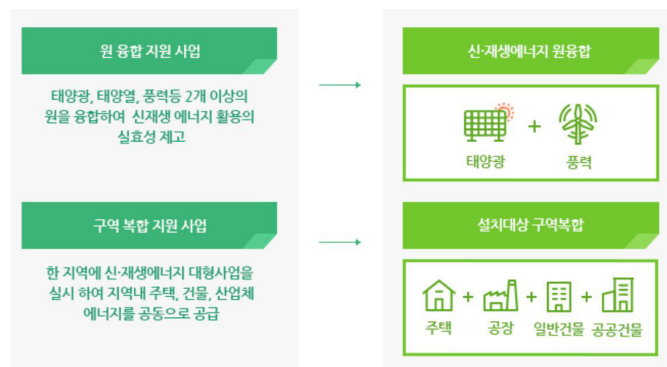 원 융합 지원 사업
태양광, 태양열, 풍력등 2개 이상의
원을 융합하여 신재생 에너지 활용의
실효성 제고
신·재생에너지 원융합
+
태양광 풍력
구역 복합 지원 사업
한 지역에 신·재생에너지 대형사업을
실시 하여 지역내 주택, 건물, 산업체
에너지를 공동으로 공급
설치대상 구역복합
+ + +
주택 공장 일반건물 공공건물